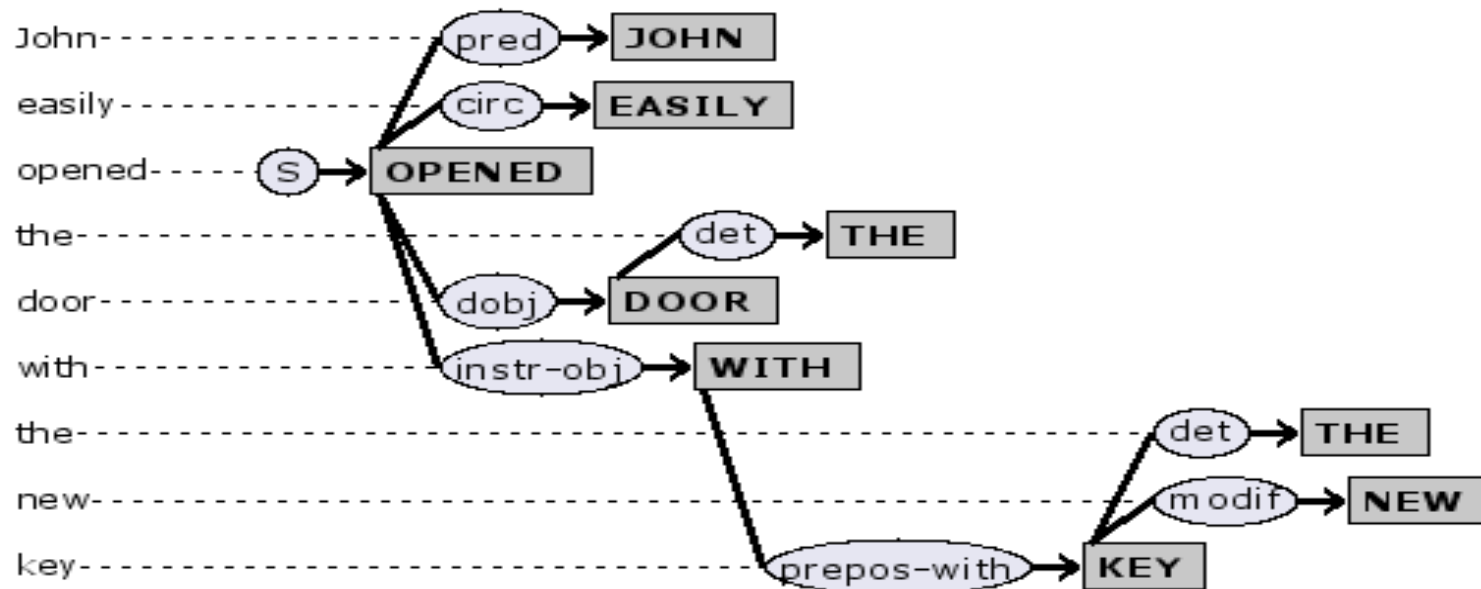 John pred JOHN
easily circ EASILY
opened S OPENED
the det THE
door dobj DOOR
with instr-obj WITH
the det THE
new modif NEW
key prepos-with KEY